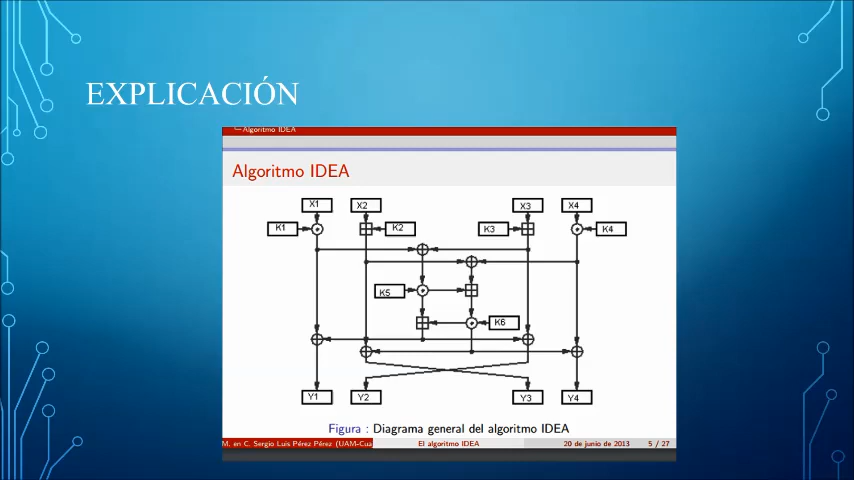 EXPLICACIÓN
Algoritmo IDEA
Algoritmo IDEA
X1 X2 X3 X4
K1 K2 K3 K4
K5
K6
Y1 Y2 Y3 Y4
Figura : Diagrama general del algoritmo IDEA
M. en C. Sergio Luis Pérez Pérez (UAM-Cua El algoritmo IDEA 20 de junio de 2013 5 / 27